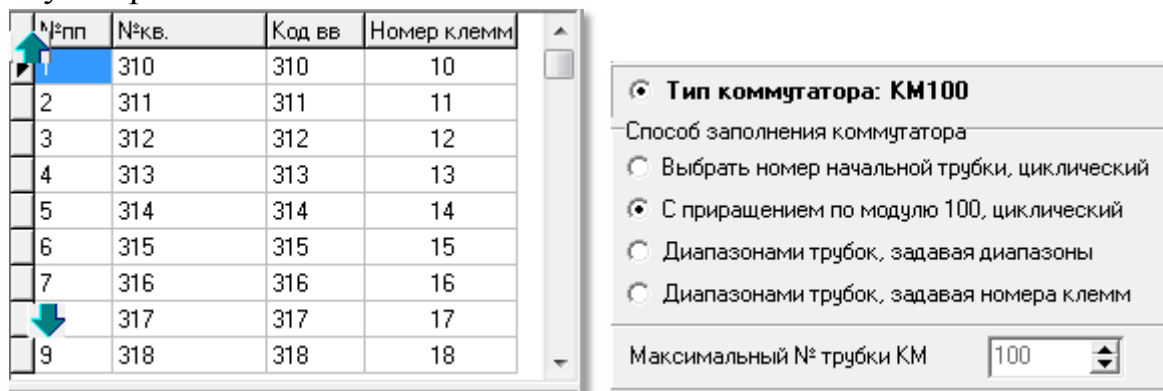 №пп №кв. Код вв Номер клемм
1 310 310 10
2 311 311 11
3 312 312 12
4 313 313 13
5 314 314 14
6 315 315 15
7 316 316 16
317 317 17
9 318 318 18
Тип коммутатора: КМ100
Способ заполнения коммутатора
Выбрать номер начальной трубки, циклический
С приращением по модулю 100, циклический
Диапазонами трубок, задавая диапазоны
Диапазонами трубок, задавая номера клемм
Максимальный № трубки КМ 100